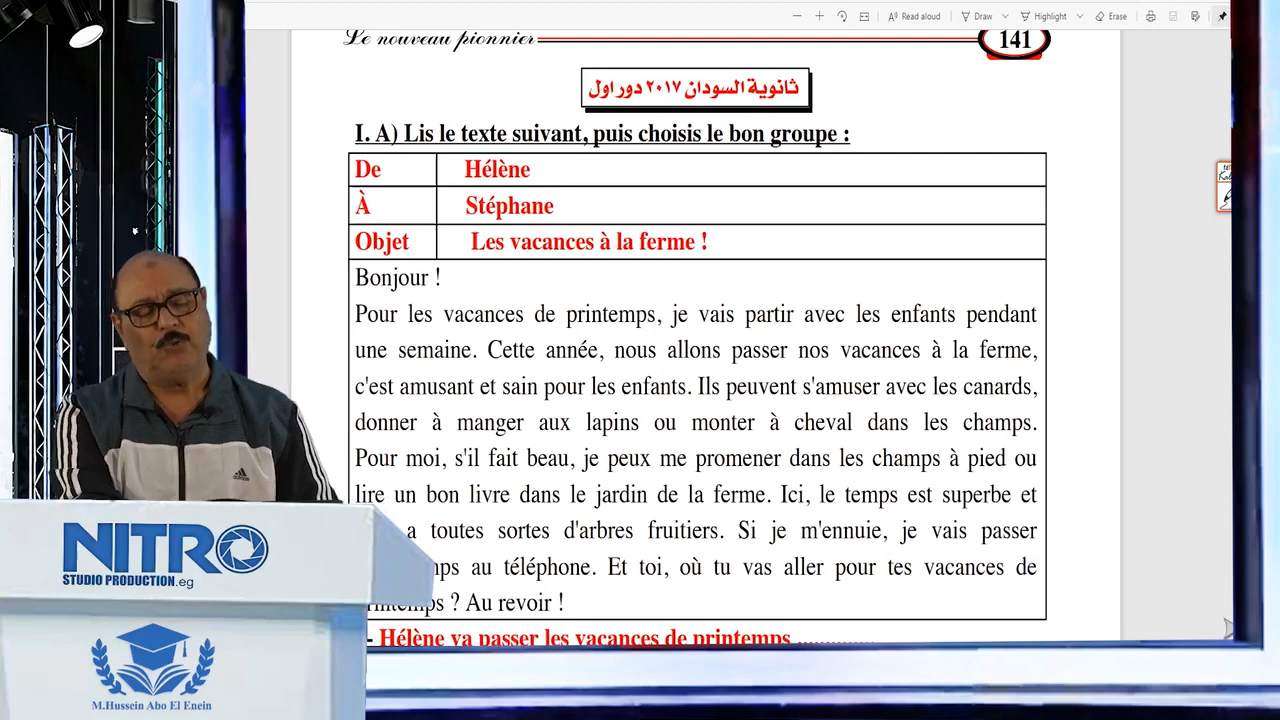 Read aloud
Draw
Highlight
Erase
Le nouveau pionnier
141
ثانوية السودان ٢٠١٧ دور اول
I. A) Lis le texte suivant, puis choisis le bon groupe :
De Hélène
À Stéphane
Objet Les vacances à la ferme !
Bonjour !
Pour les vacances de printemps, je vais partir avec les enfants pendant
une semaine. Cette année, nous allons passer nos vacances à la ferme,
c'est amusant et sain pour les enfants. Ils peuvent s'amuser avec les canards,
donner à manger aux lapins ou monter à cheval dans les champs.
Pour moi, s'il fait beau, je peux me promener dans les champs à pied ou
lire un bon livre dans le jardin de la ferme. Ici, le temps est superbe et
a toutes sortes d'arbres fruitiers. Si je m'ennuie, je vais passer
au téléphone. Et toi, où tu vas aller pour tes vacances de
? Au revoir !
- Hélène va passer les vacances de printemps ..............
adidas
NITRO
STUDIO PRODUCTION.eg
M.Hussein Abo El Enein